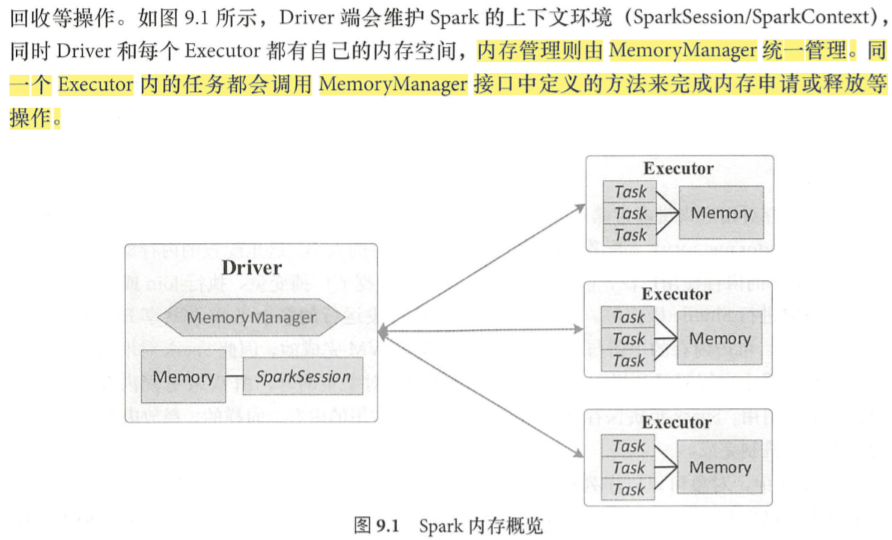 回收等操作。如图 9.1 所示，Driver 端会维护 Spark 的上下文环境（SparkSession/SparkContext），
同时 Driver 和每个 Executor 都有自己的内存空间，内存管理则由 MemoryManager 统一管理。同
一个 Executor 内的任务都会调用 MemoryManager 接口中定义的方法来完成内存申请或释放等
操作。
Driver
MemoryManager
Memory
SparkSession
Executor
Task
Task
Task
Memory
Executor
Task
Task
Task
Memory
Executor
Task
Task
Task
Memory
图 9.1 Spark 内存概览